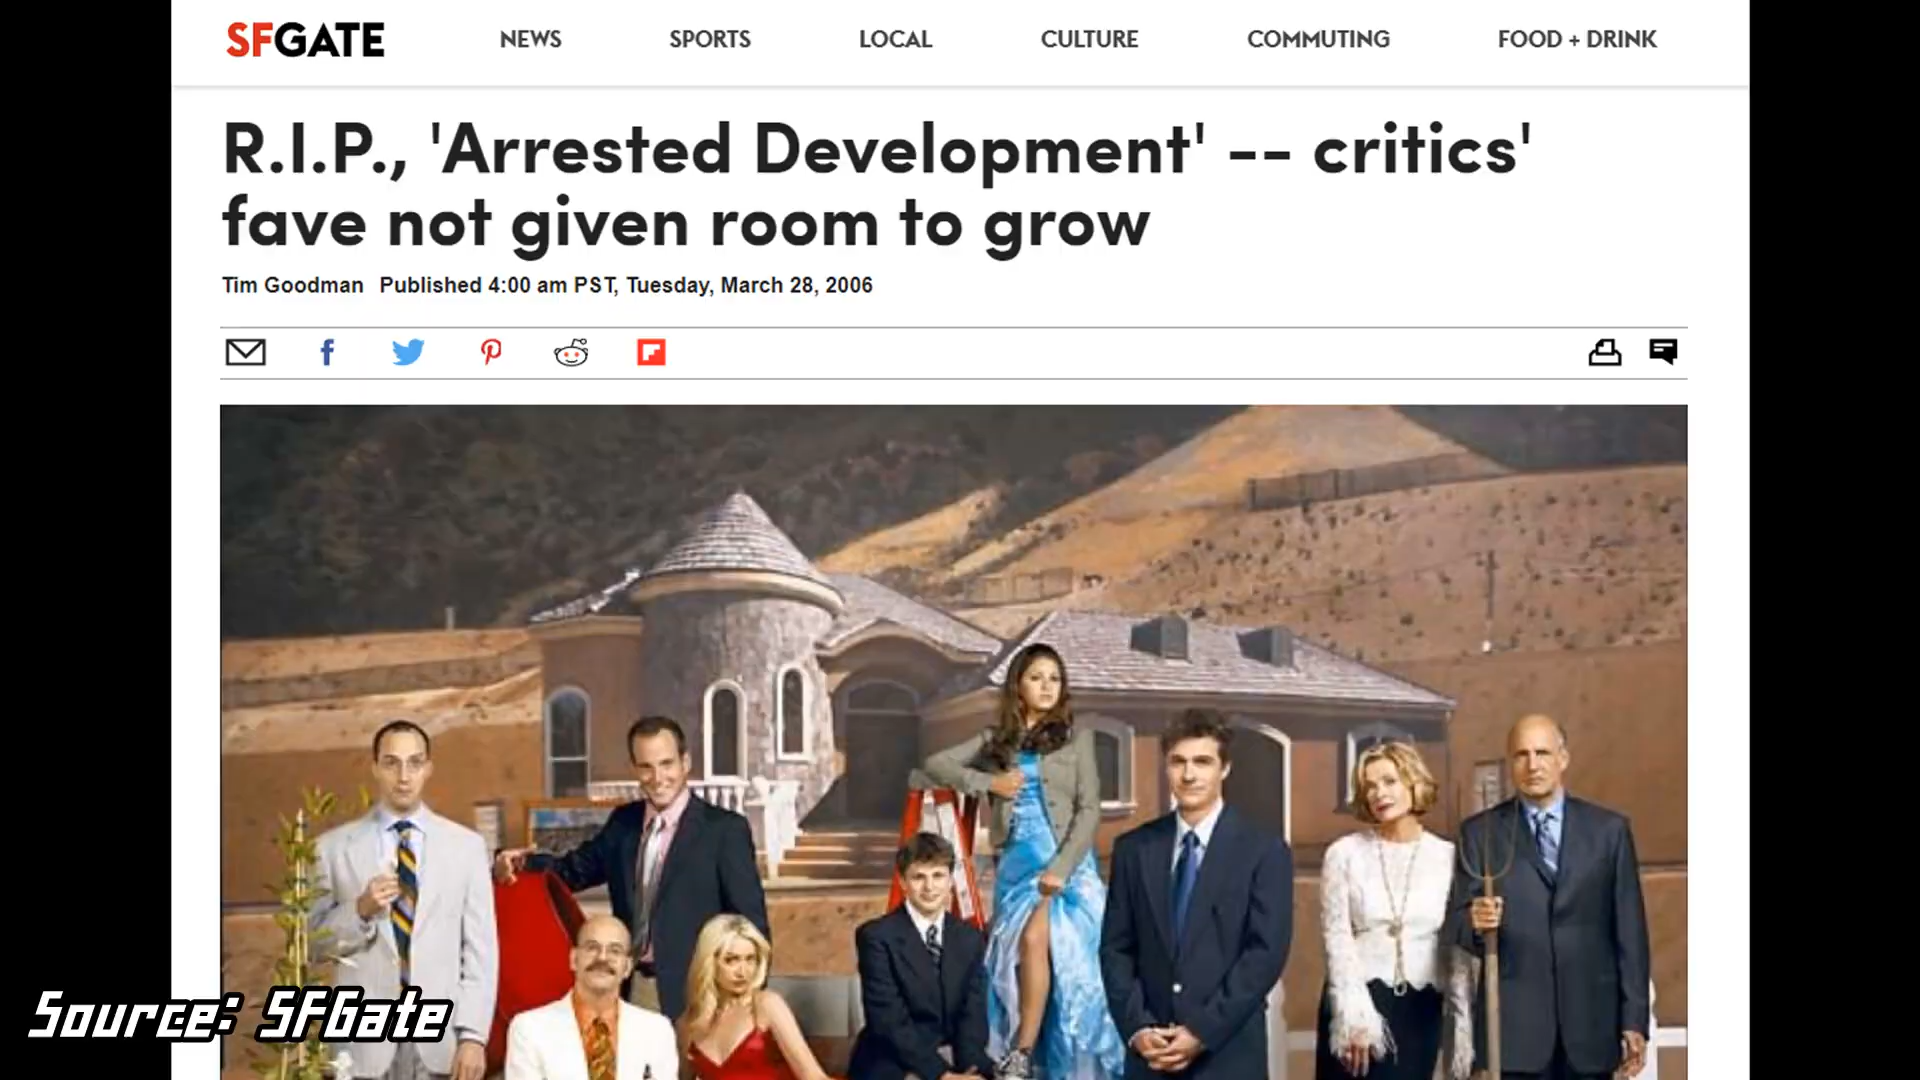 SFGATE
NEWS
SPORTS
LOCAL
CULTURE
COMMUTING
FOOD + DRINK
R.I.P., 'Arrested Development' -- critics'
fave not given room to grow
Tim Goodman Published 4:00 am PST, Tuesday, March 28, 2006
Source: SFGate